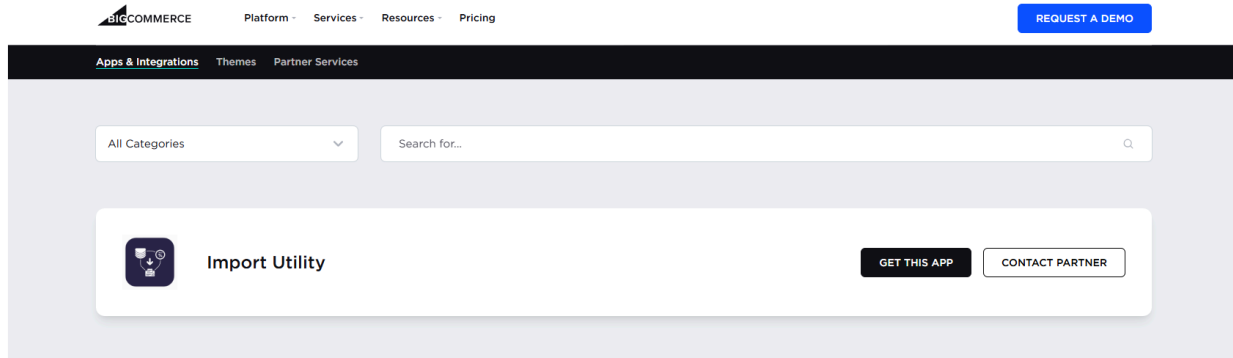 BIGCOMMERCE Platform Services Resources Pricing REQUEST A DEMO
Apps & Integrations Themes Partner Services
All Categories Search for...
Import Utility GET THIS APP CONTACT PARTNER